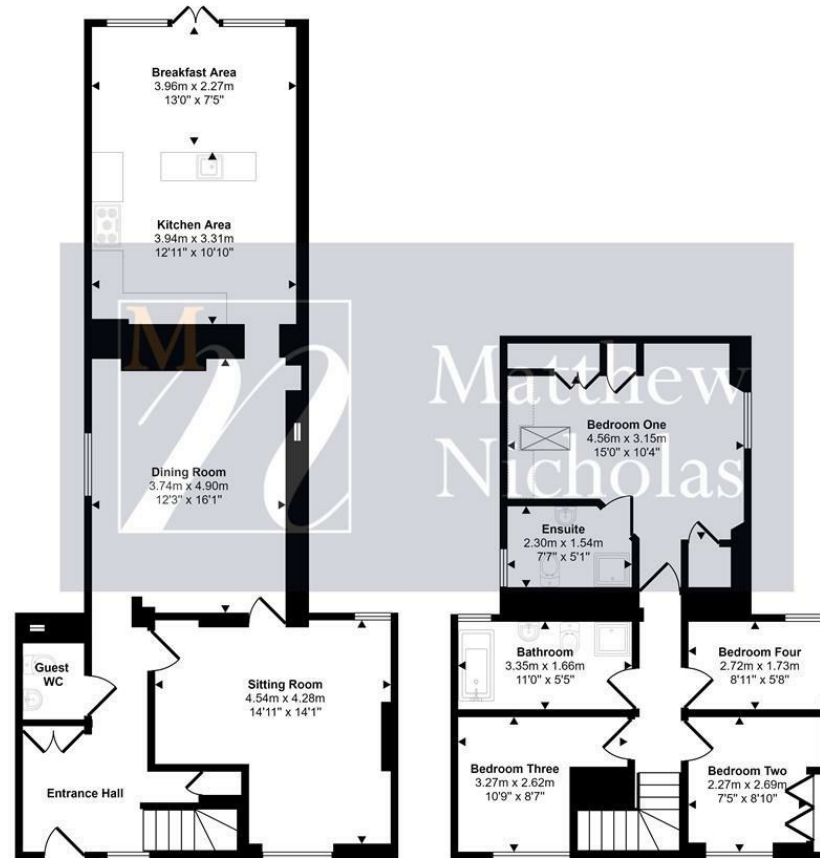 Breakfast Area
3.96m x 2.27m
13'0" x 7'5"
Kitchen Area
3.94m x 3.31m
12'11" x 10'10"
Dining Room
3.74m x 4.90m
12'3" x 16'1"
Guest
WC
Sitting Room
4.54m x 4.28m
14'11" x 14'1"
Entrance Hall
M
n
Matthew
Nicholas
Bedroom One
4.56m x 3.15m
15'0" x 10'4"
Ensuite
2.30m x 1.54m
7'7" x 5'1"
Bathroom
3.35m x 1.66m
11'0" x 5'5"
Bedroom Four
2.72m x 1.73m
8'11" x 5'8"
Bedroom Three
3.27m x 2.62m
10'9" x 8'7"
Bedroom Two
2.27m x 2.69m
7'5" x 8'10"